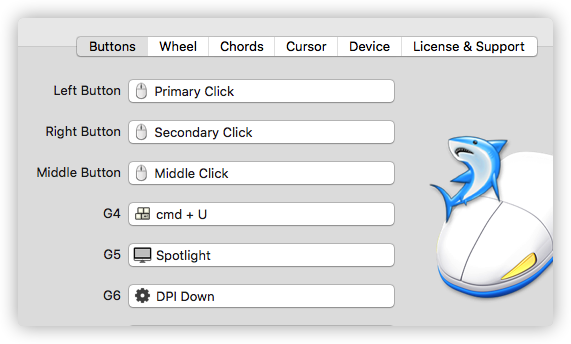 Buttons Wheel Chords Cursor Device License & Support
Left Button Primary Click
Right Button Secondary Click
Middle Button Middle Click
G4 cmd + U
G5 Spotlight
G6 DPI Down